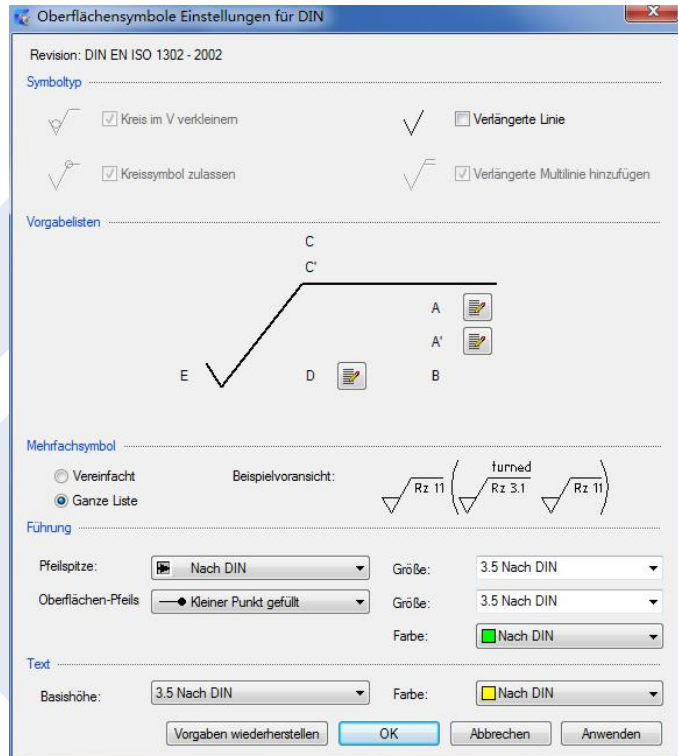 Oberflächensymbole Einstellungen für DIN
Revision: DIN EN ISO 1302 - 2002
Symboltyp
Kreis im V verkleinern
Verlängerte Linie
Kreissymbol zulassen
Verlängerte Multilinie hinzufügen
Vorgabelisten
C
C'
A
A'
E
D
B
Mehrfachsymbol
Vereinfacht
Ganze Liste
Beispielvoransicht:
Rz 11
turned
Rz 3.1
Rz 11
Führung
Pfeilspitze:
Nach DIN
Größe:
3.5 Nach DIN
Oberflächen-Pfeils
Kleiner Punkt gefüllt
Größe:
3.5 Nach DIN
Farbe:
Nach DIN
Text
Basishöhe:
3.5 Nach DIN
Farbe:
Nach DIN
Vorgaben wiederherstellen
OK
Abbrechen
Anwenden